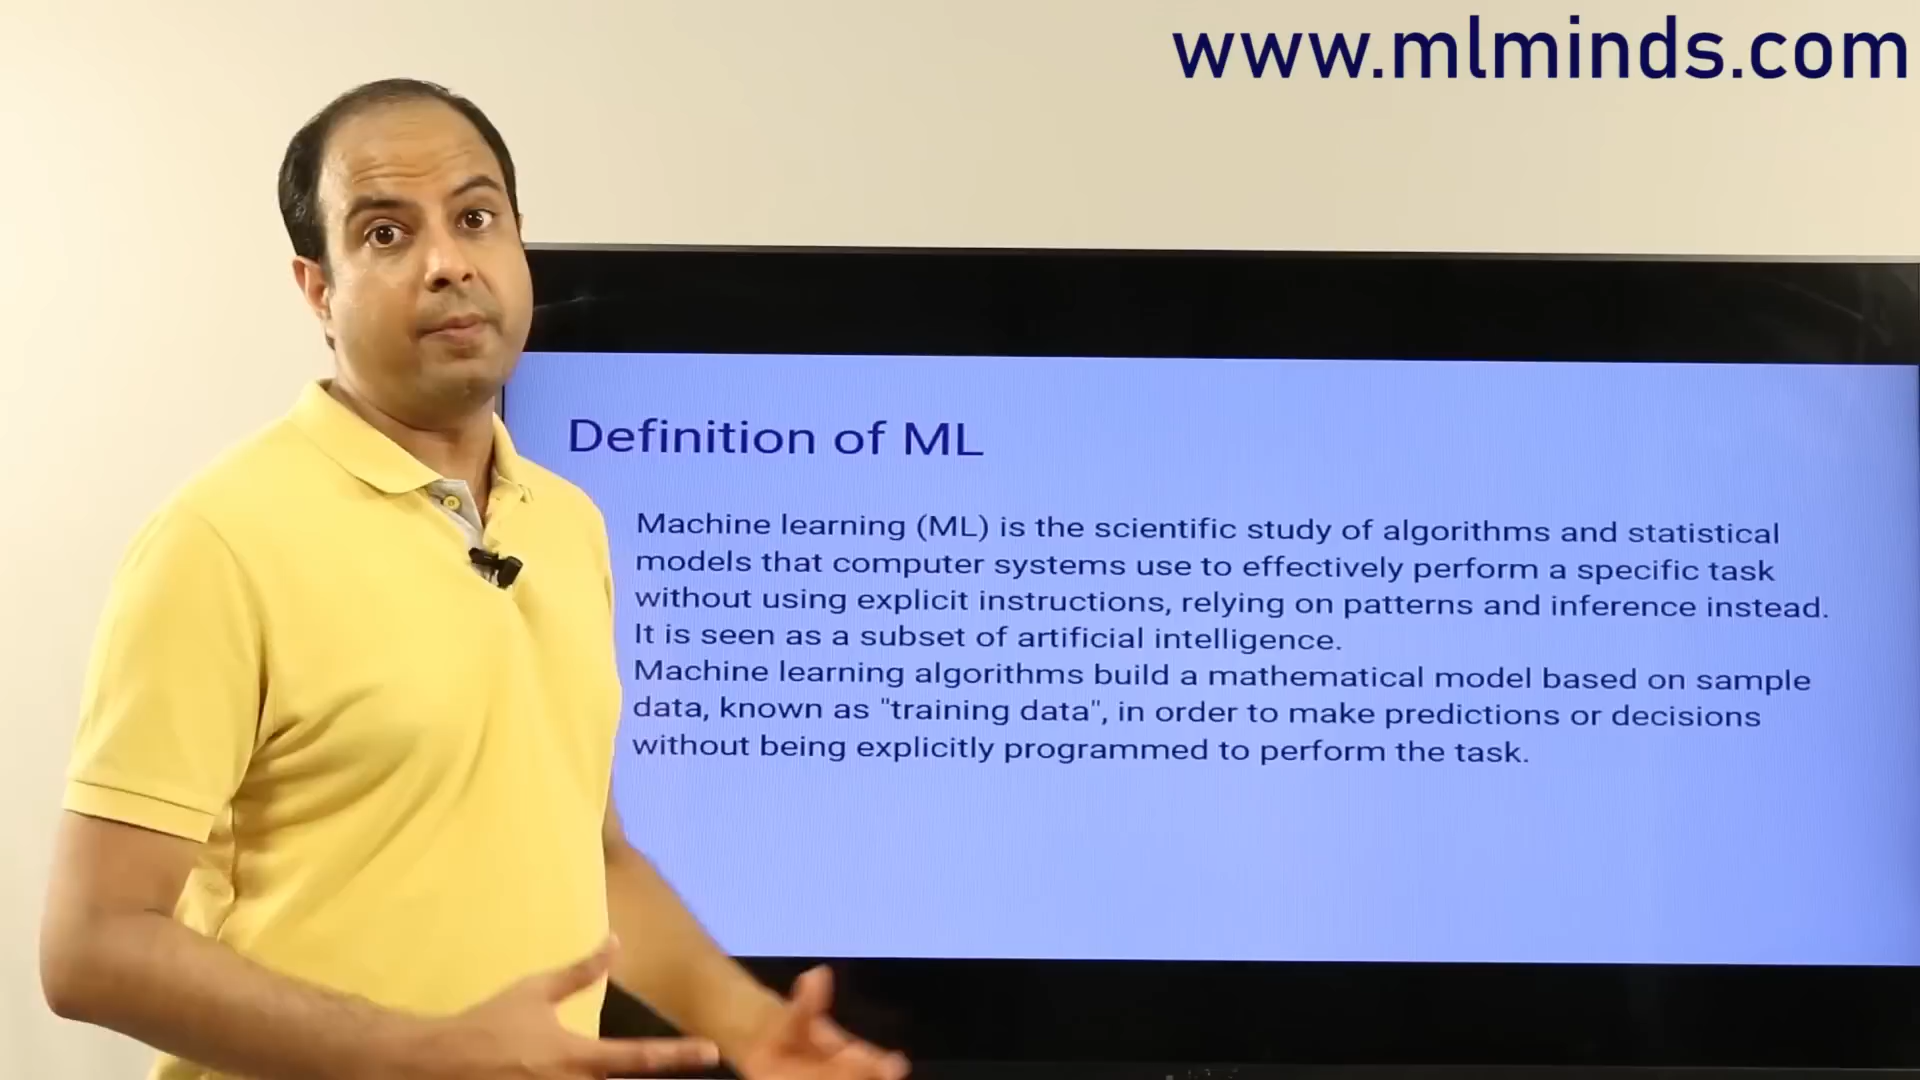 www.mlminds.com
Definition of ML
Machine learning (ML) is the scientific study of algorithms and statistical
models that computer systems use to effectively perform a specific task
without using explicit instructions, relying on patterns and inference instead.
It is seen as a subset of artificial intelligence.
Machine learning algorithms build a mathematical model based on sample
data, known as "training data", in order to make predictions or decisions
without being explicitly programmed to perform the task.